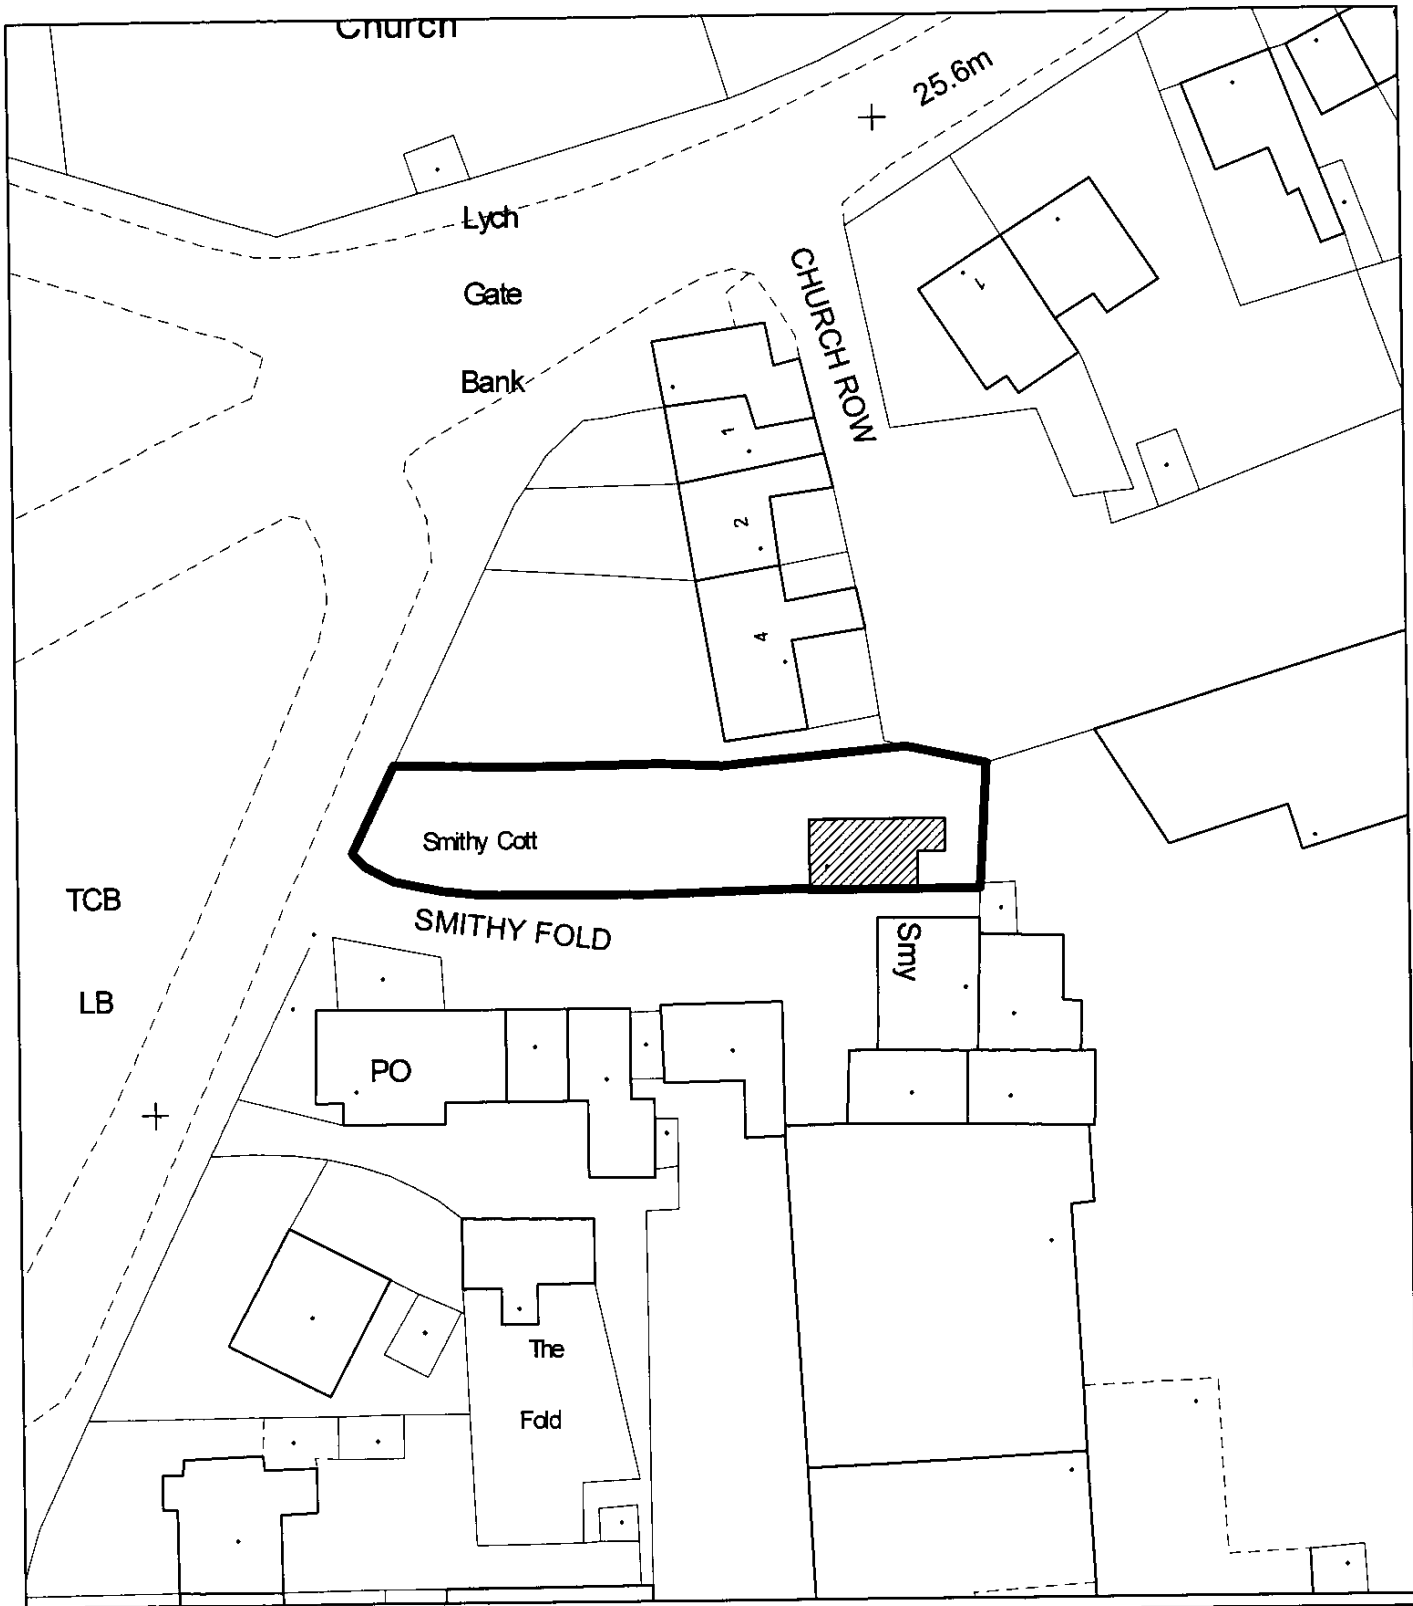 Church
25.6m
Lych
Gate
Bank
CHURCH ROW
1
1
2
4
Smithy Cott
TCB
SMITHY FOLD
Smy
LB
PO
The
Fold